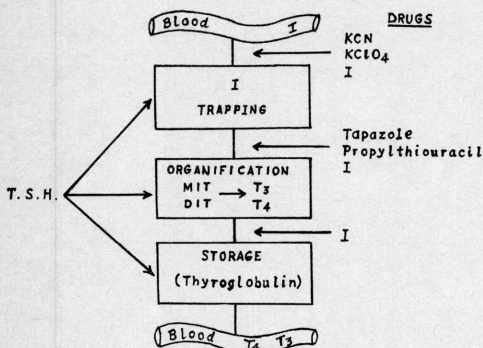 DRUGS
Blood I
KCN
KClO4
I
I
TRAPPING
Tapazole
Propylthiouracil
I
T.S.H.
ORGANIFICATION
MIT → T3
DIT T4
I
STORAGE
(Thyroglobulin)
Blood T4 T3